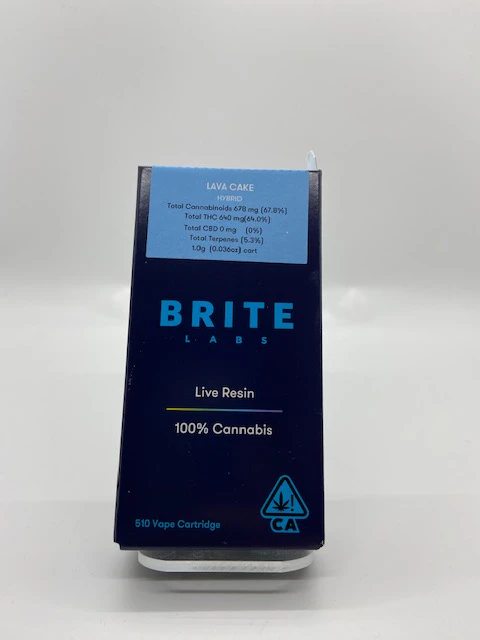 LAVA CAKE
HYBRID
Total Cannabinoids 678 mg (67.8%)
Total THC 640 mg(64.0%)
Total CBD 0 mg (0%)
Total Terpenes (5.3%)
1.0g (0.036oz) cart
BRITE
LABS
Live Resin
100% Cannabis
510 Vape Cartridge
CA